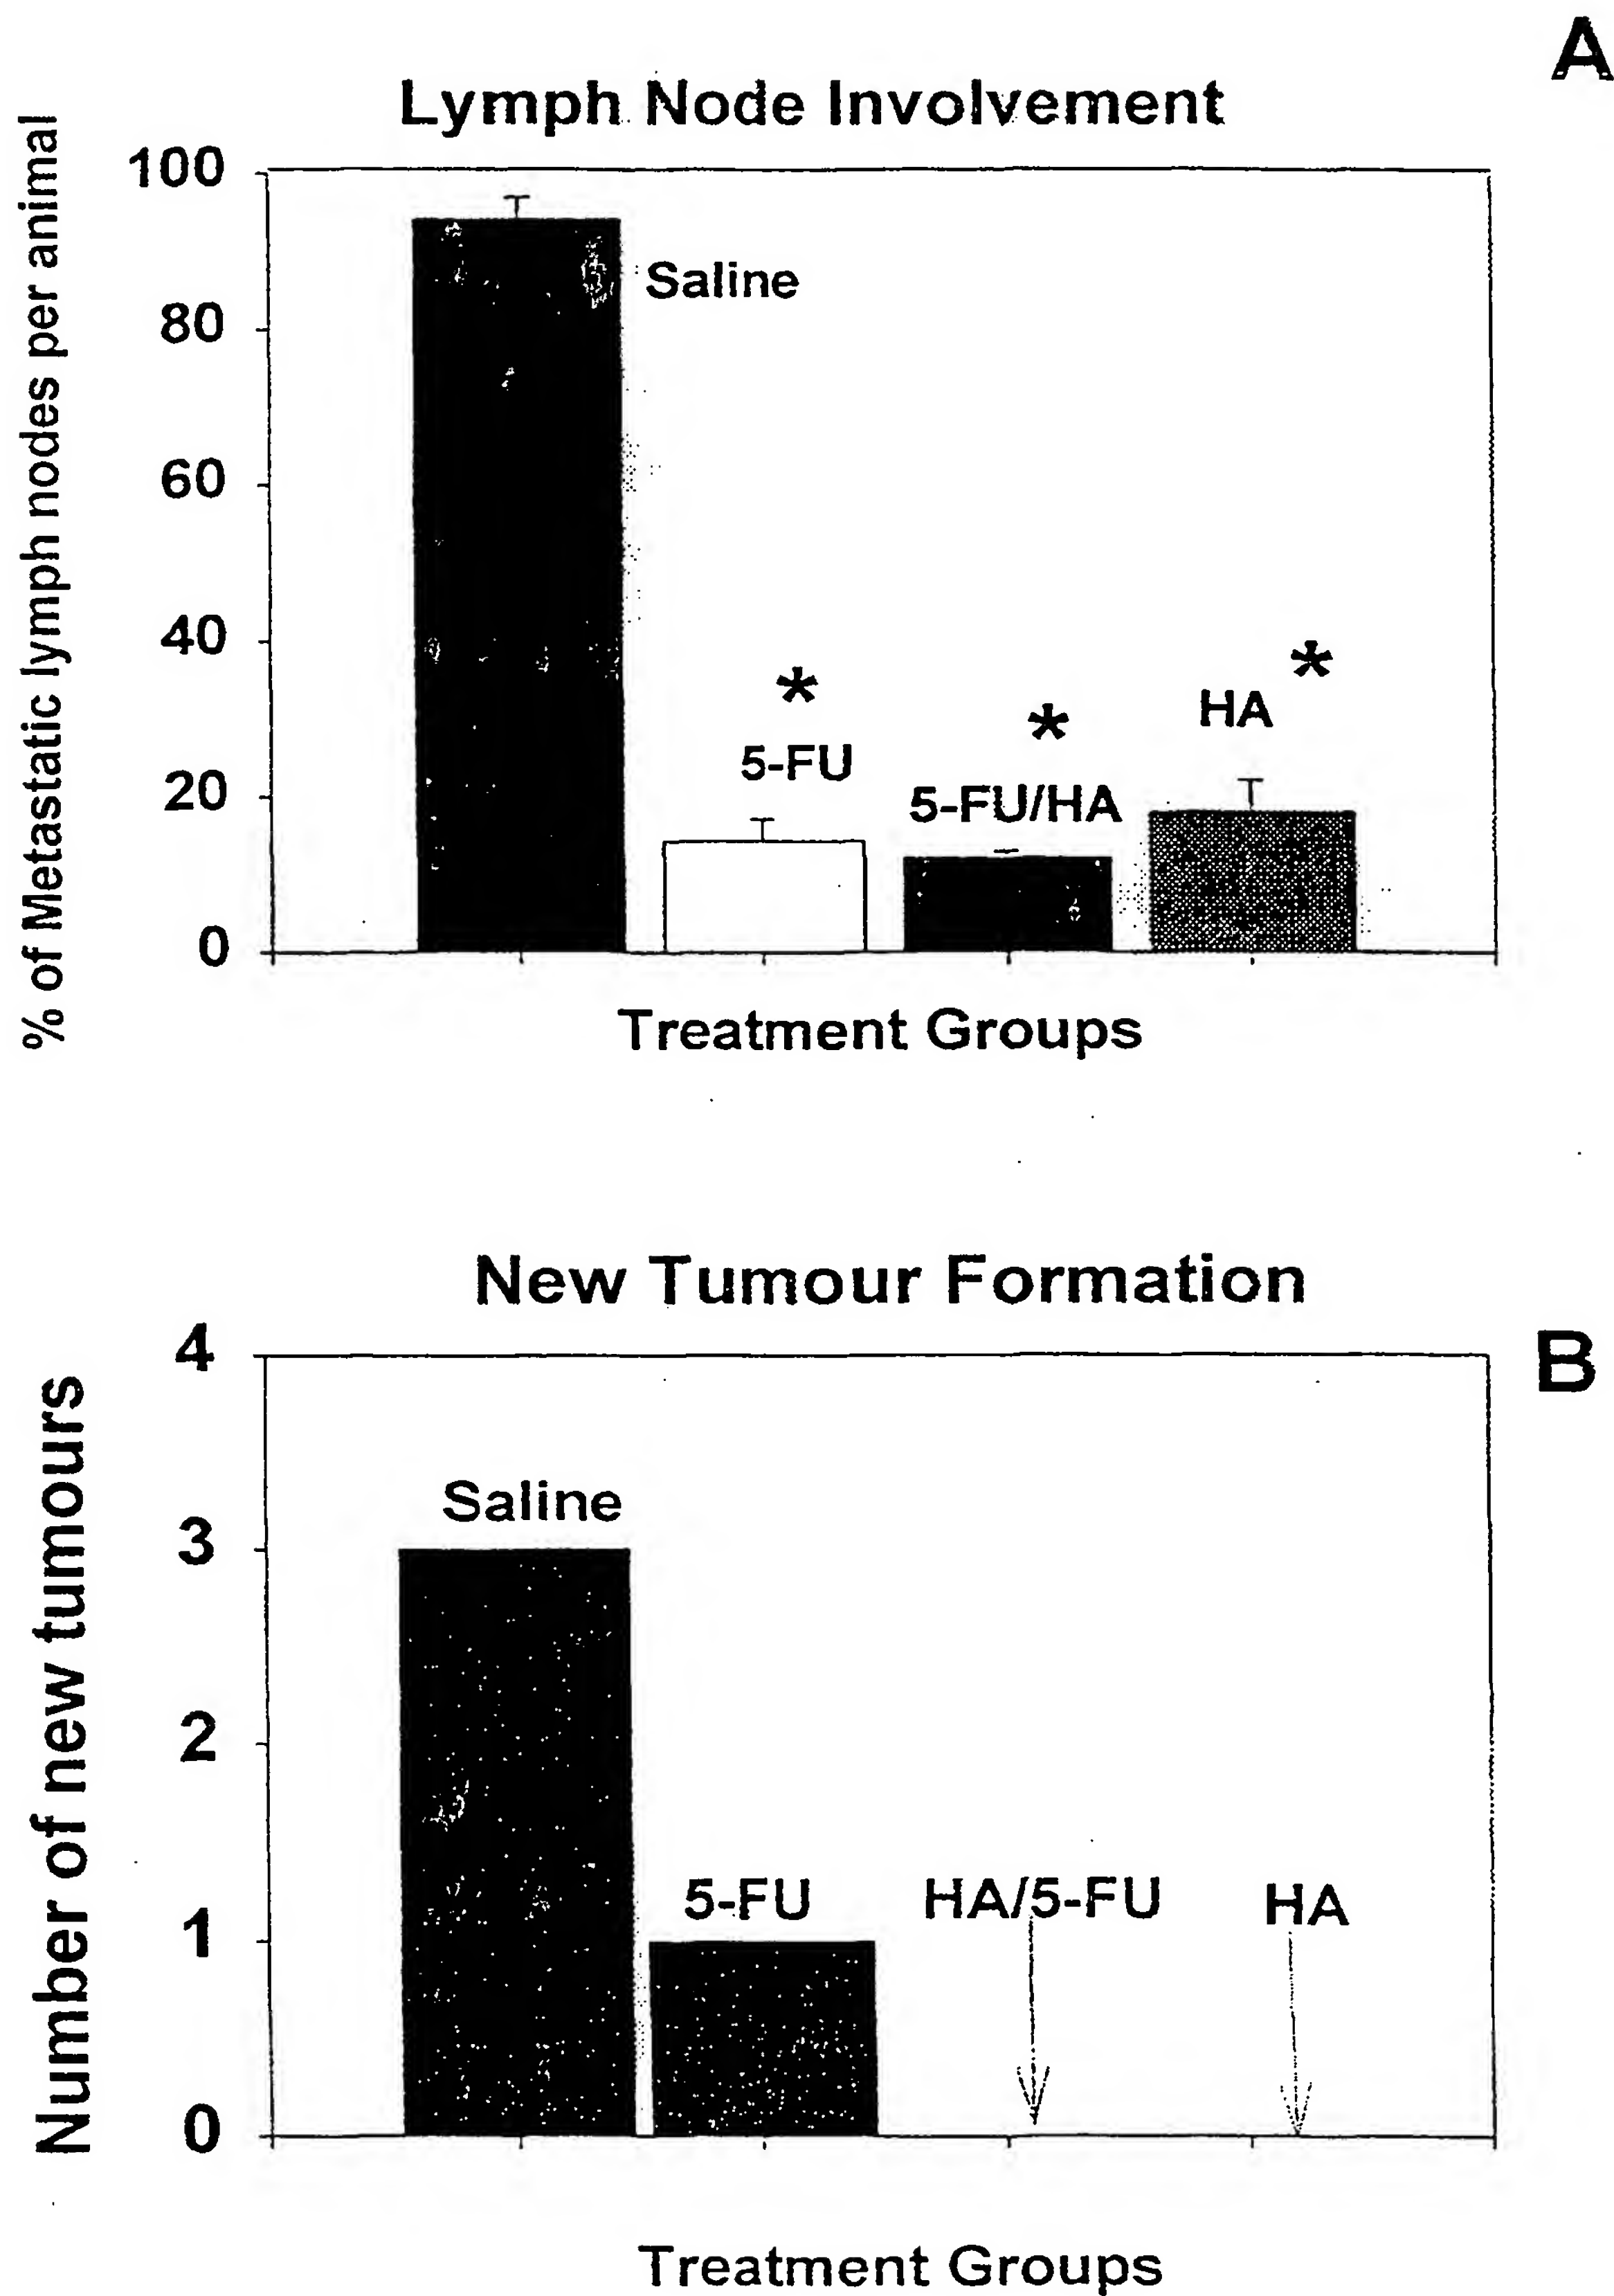 A
Lymph Node Involvement
% of Metastatic lymph nodes per animal
100
80
60
40
20
0
Saline
*
5-FU
*
5-FU/HA
*
HA
Treatment Groups
New Tumour Formation
B
Number of new tumours
4
3
2
1
0
Saline
5-FU
HA/5-FU
HA
Treatment Groups